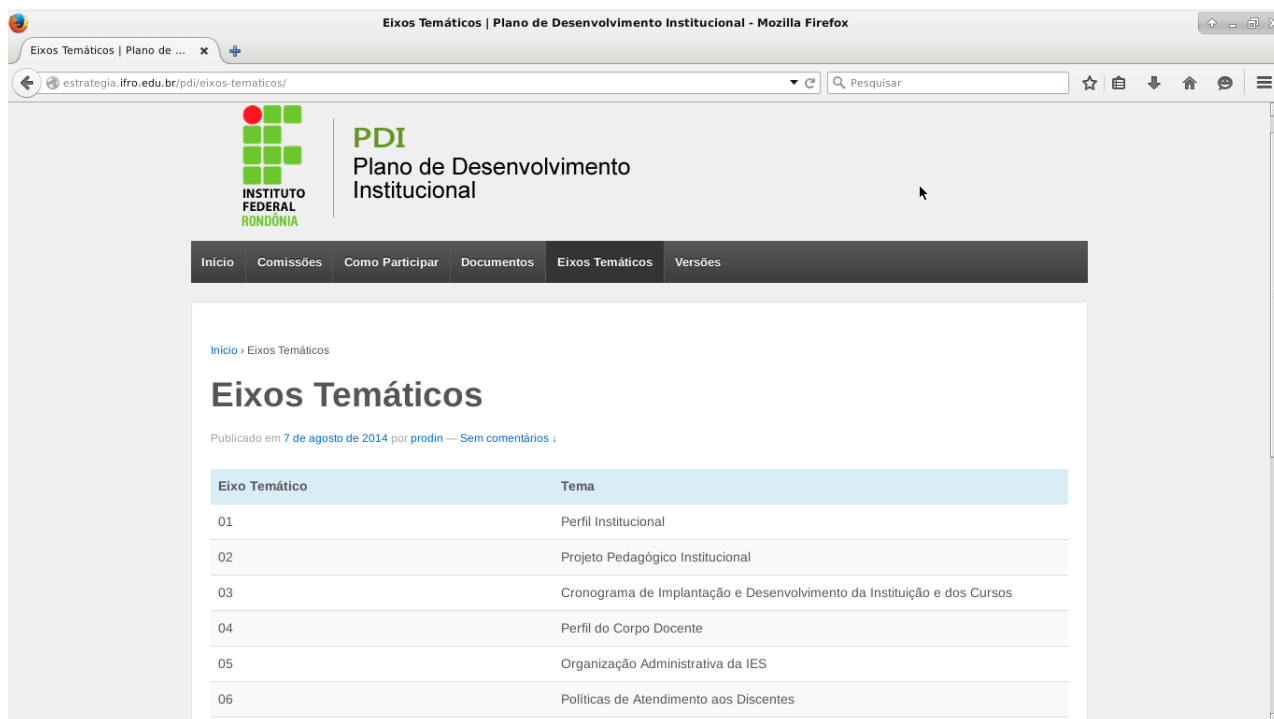 Eixos Temáticos | Plano de Desenvolvimento Institucional - Mozilla Firefox
Eixos Temáticos | Plano de ...
estrategia.ifro.edu.br/pdi/eixos-tematicos/
Pesquisar
INSTITUTO
FEDERAL
RONDÔNIA
PDI
Plano de Desenvolvimento
Institucional
Início Comissões Como Participar Documentos Eixos Temáticos Versões
Início › Eixos Temáticos
Eixos Temáticos
Publicado em 7 de agosto de 2014 por prodin — Sem comentários ↓
Eixo Temático Tema
01 Perfil Institucional
02 Projeto Pedagógico Institucional
03 Cronograma de Implantação e Desenvolvimento da Instituição e dos Cursos
04 Perfil do Corpo Docente
05 Organização Administrativa da IES
06 Políticas de Atendimento aos Discentes